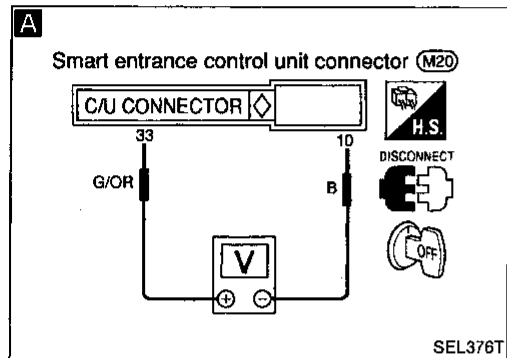 A
Smart entrance control unit connector (M20)
C/U CONNECTOR
H.S.
33
10
DISCONNECT
G/OR
B
OFF
V
+ −
SEL376T